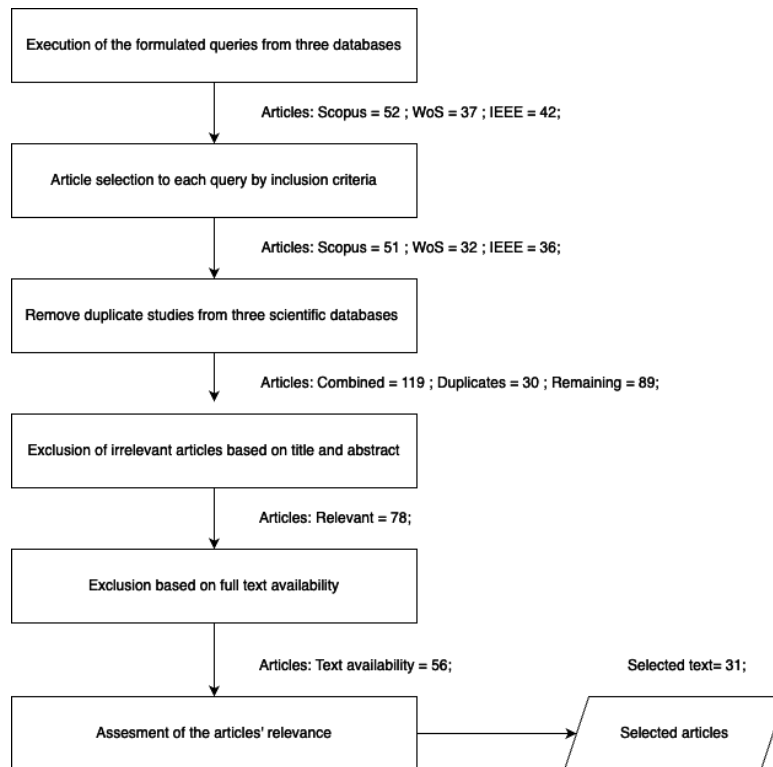 Execution of the formulated queries from three databases
Articles: Scopus = 52 ; WoS = 37 ; IEEE = 42;
Article selection to each query by inclusion criteria
Articles: Scopus = 51 ; WoS = 32 ; IEEE = 36;
Remove duplicate studies from three scientific databases
Articles: Combined = 119 ; Duplicates = 30 ; Remaining = 89;
Exclusion of irrelevant articles based on title and abstract
Articles: Relevant = 78;
Exclusion based on full text availability
Articles: Text availability = 56;
Selected text= 31;
Assesment of the articles' relevance
Selected articles